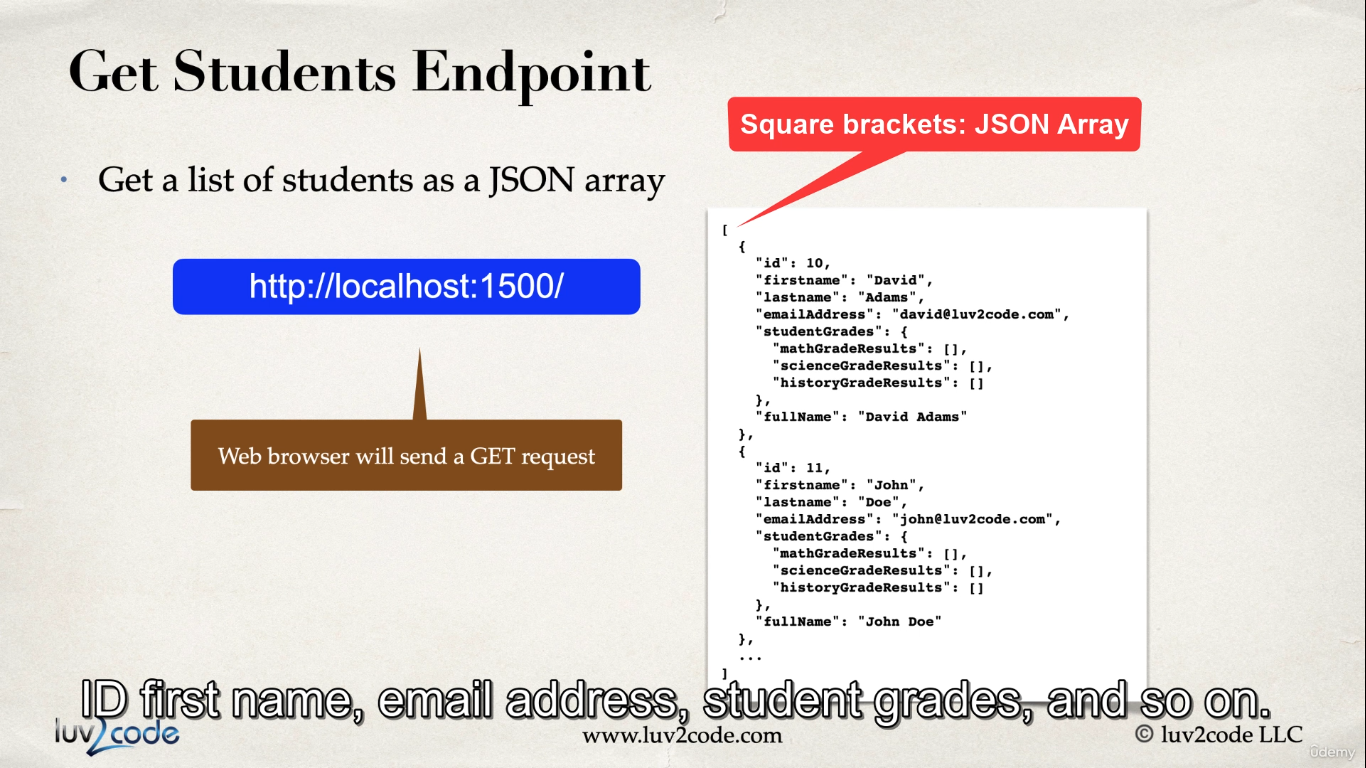 Get Students Endpoint
Square brackets: JSON Array
• Get a list of students as a JSON array
http://localhost:1500/
Web browser will send a GET request
[
  {
    "id": 10,
    "firstname": "David",
    "lastname": "Adams",
    "emailAddress": "david@luv2code.com",
    "studentGrades": {
      "mathGradeResults": [],
      "scienceGradeResults": [],
      "historyGradeResults": []
    },
    "fullName": "David Adams"
  },
  {
    "id": 11,
    "firstname": "John",
    "lastname": "Doe",
    "emailAddress": "john@luv2code.com",
    "studentGrades": {
      "mathGradeResults": [],
      "scienceGradeResults": [],
      "historyGradeResults": []
    },
    "fullName": "John Doe"
  },
  ...
]
ID first name, email address, student grades, and so on.
luv2code
www.luv2code.com
© luv2code LLC
ûdemy